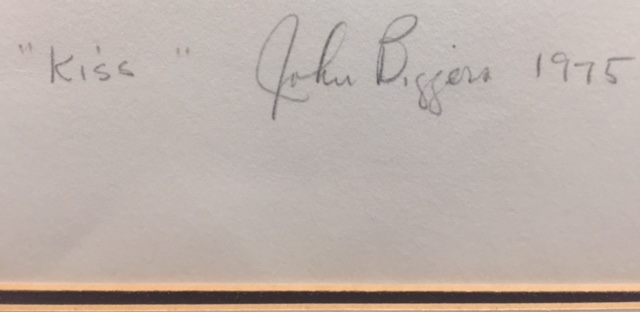 "Kiss" John Biggers 1975